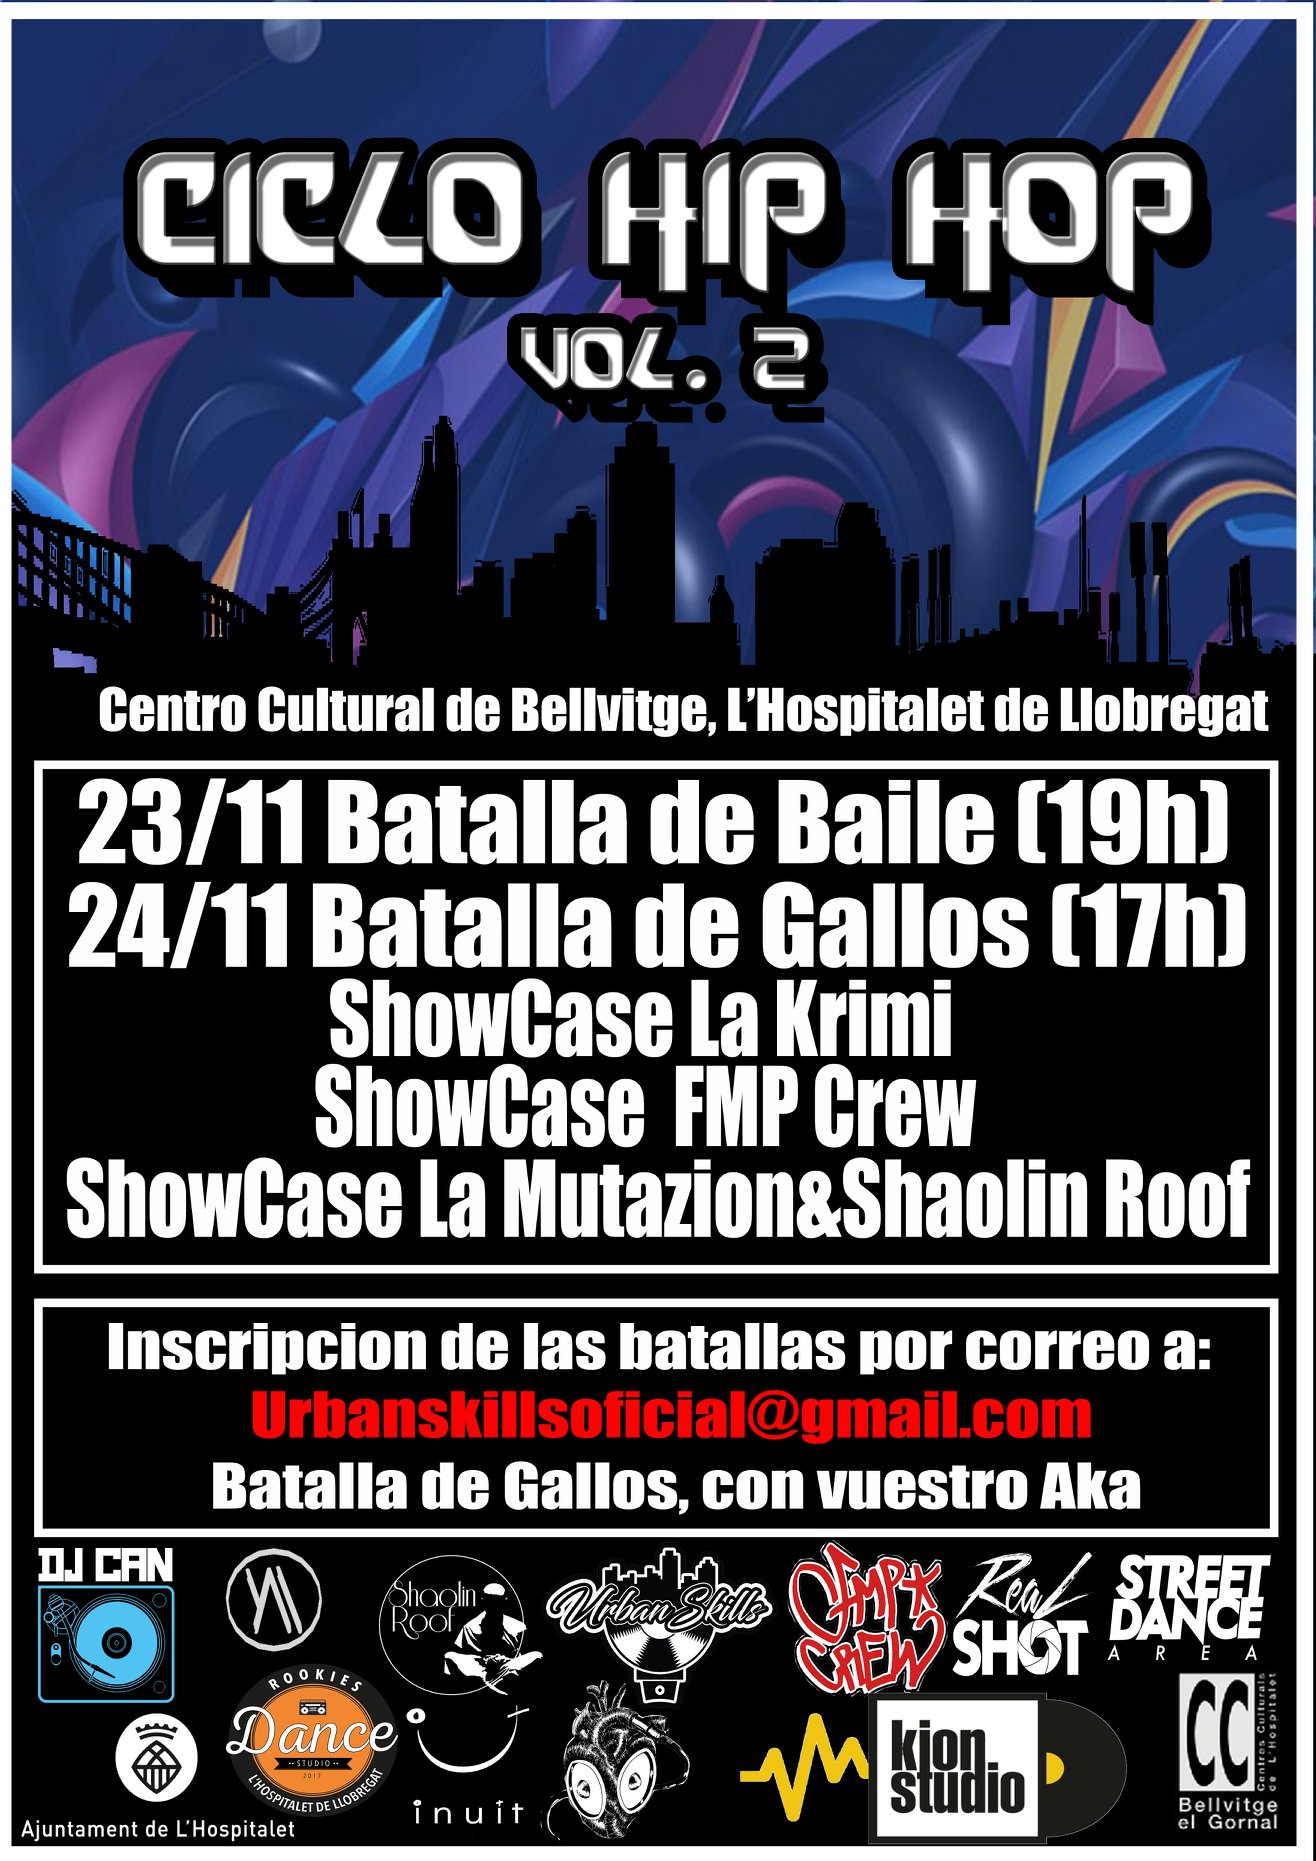 CICLO HIP HOP
VOL. 2
Centro Cultural de Bellvitge, L'Hospitalet de Llobregat
23/11 Batalla de Baile (19h)
24/11 Batalla de Gallos (17h)
ShowCase La Krimi
ShowCase FMP Crew
ShowCase La Mutazion&Shaolin Roof
Inscripcion de las batallas por correo a:
Urbanskillsoficial@gmail.com
Batalla de Gallos, con vuestro Aka
DJ CAN
Shaolin
Roof
Urban Skills
FMP
CREW
Real
SHOT
STREET
DANCE
AREA
Ajuntament de L'Hospitalet
ROOKIES
Dance
STUDIO
2017
L'HOSPITALET DE LLOBREGAT
inuit
kion
studio
CC
Centres Culturals
de L'Hospitalet
Bellvitge
el Gornal